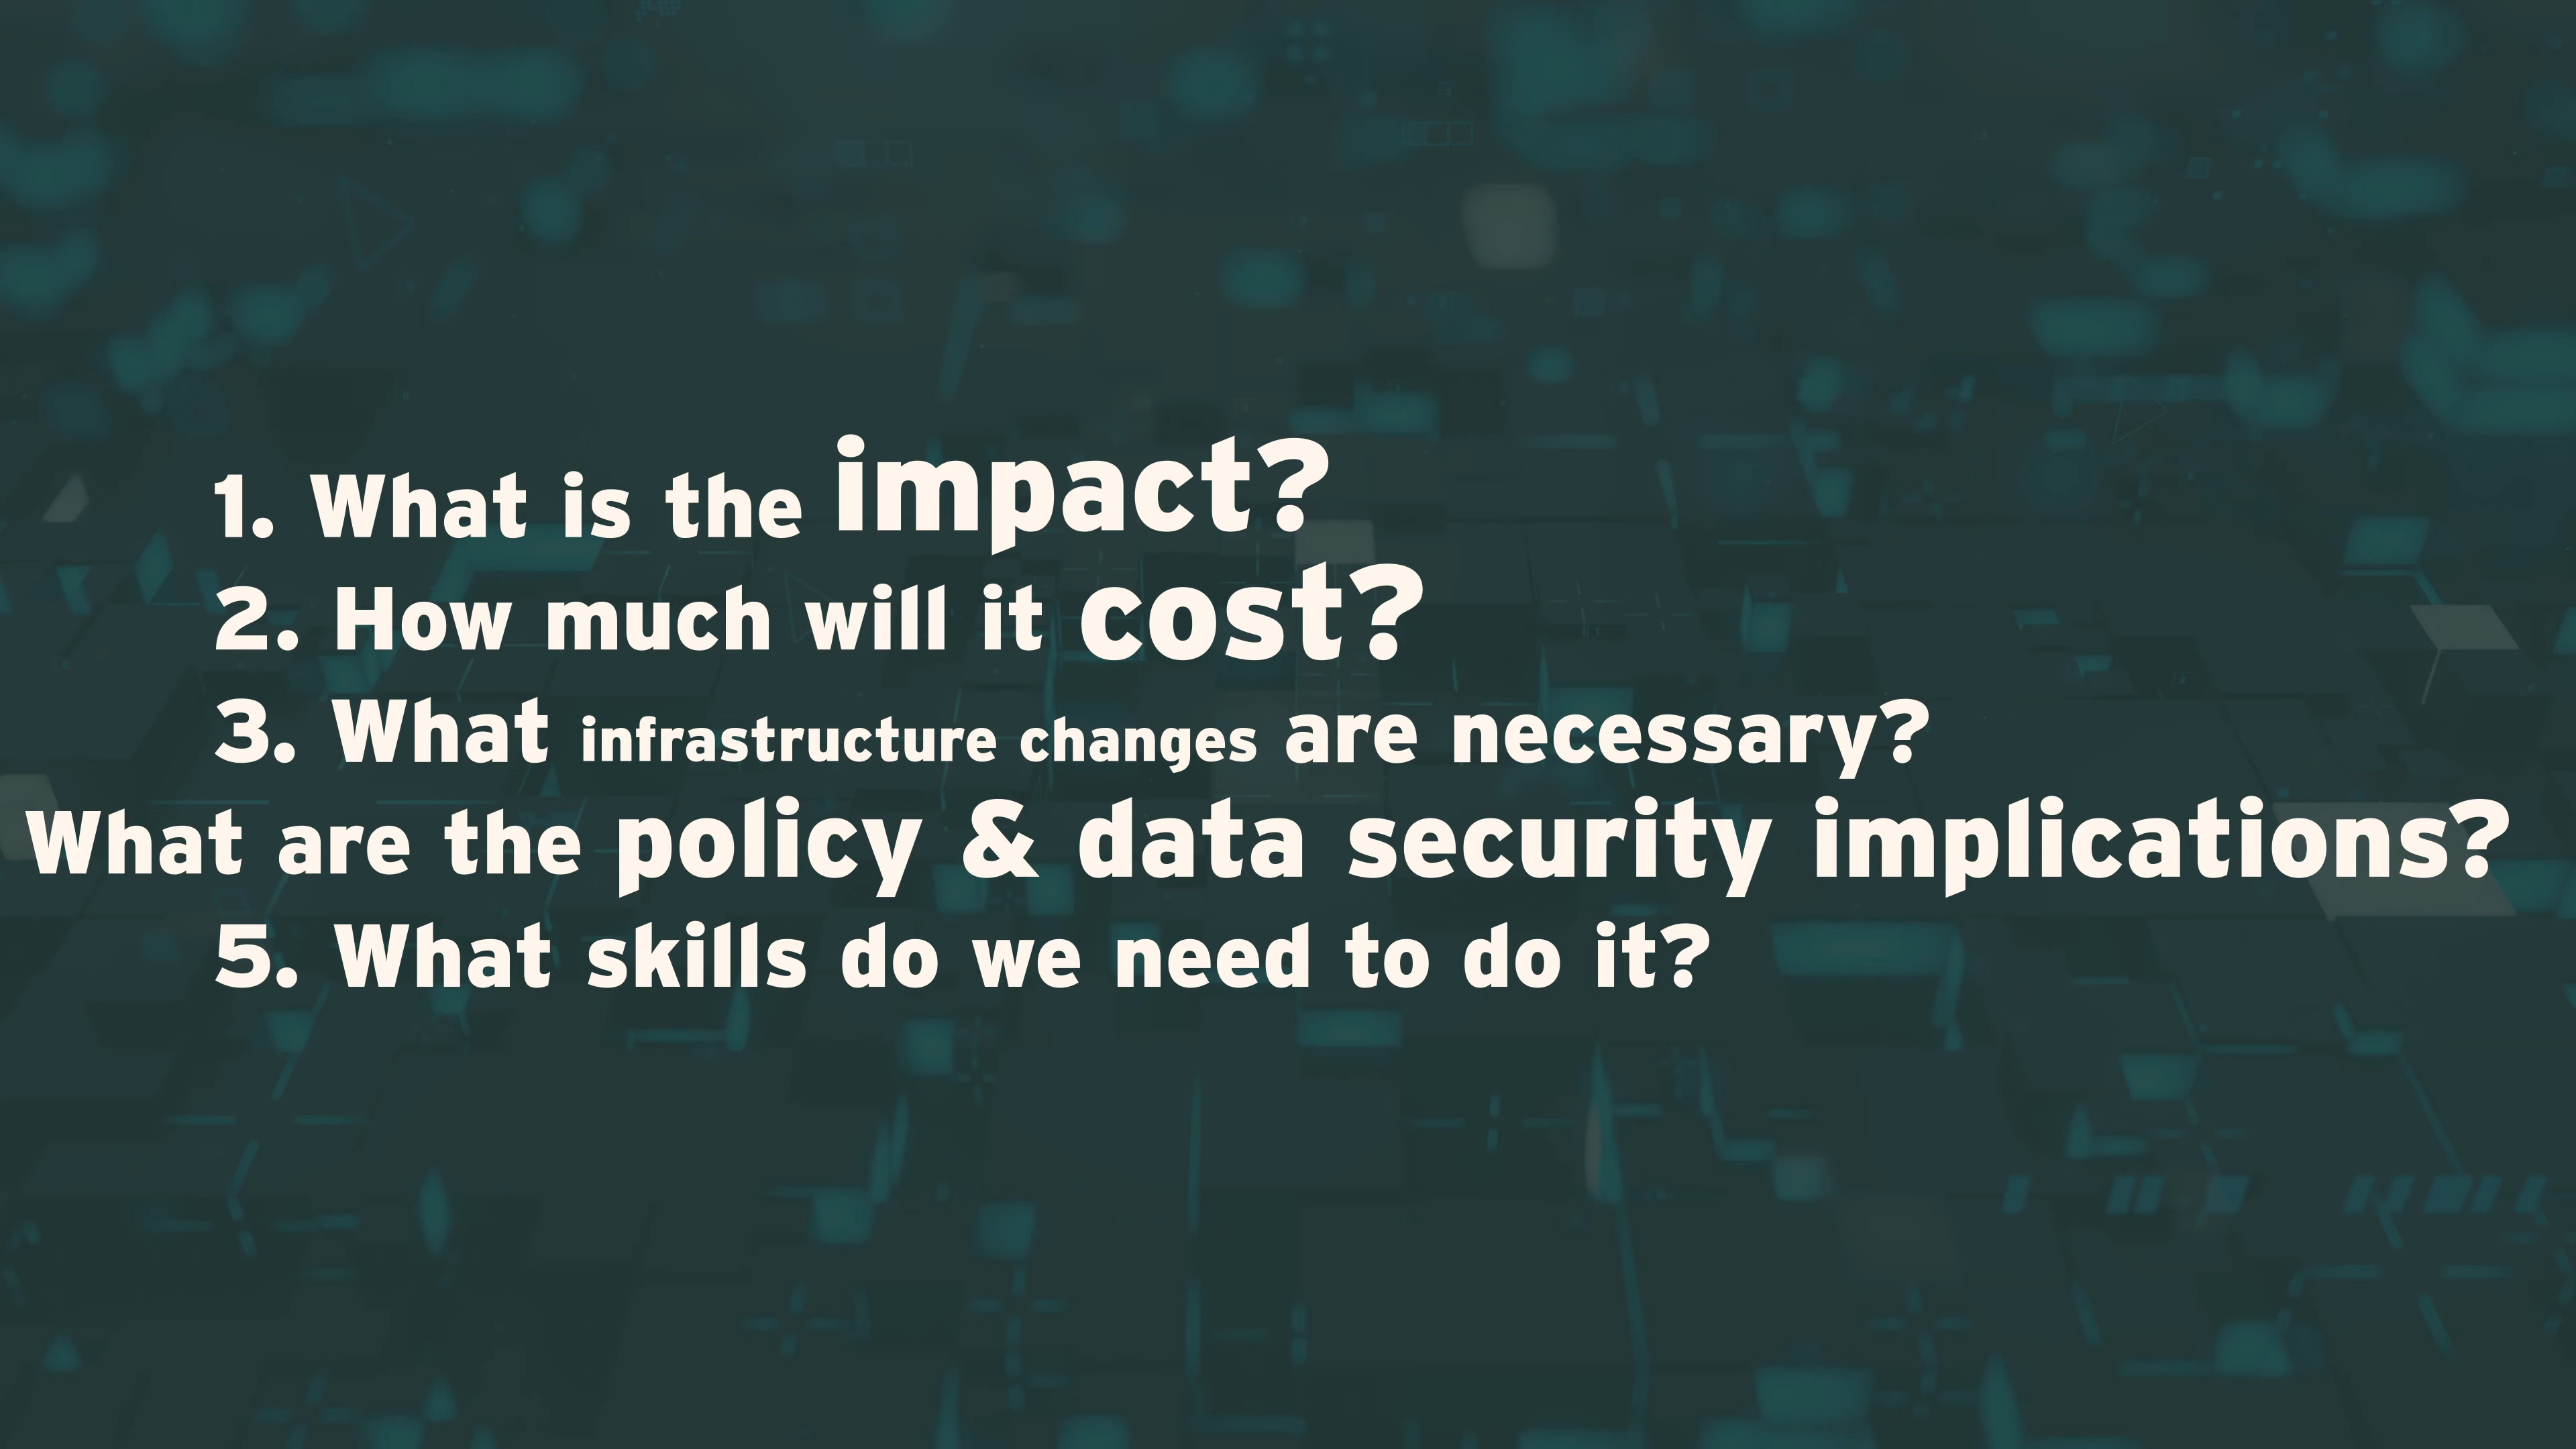 1. What is the impact?
2. How much will it cost?
3. What infrastructure changes are necessary?
What are the policy & data security implications?
5. What skills do we need to do it?